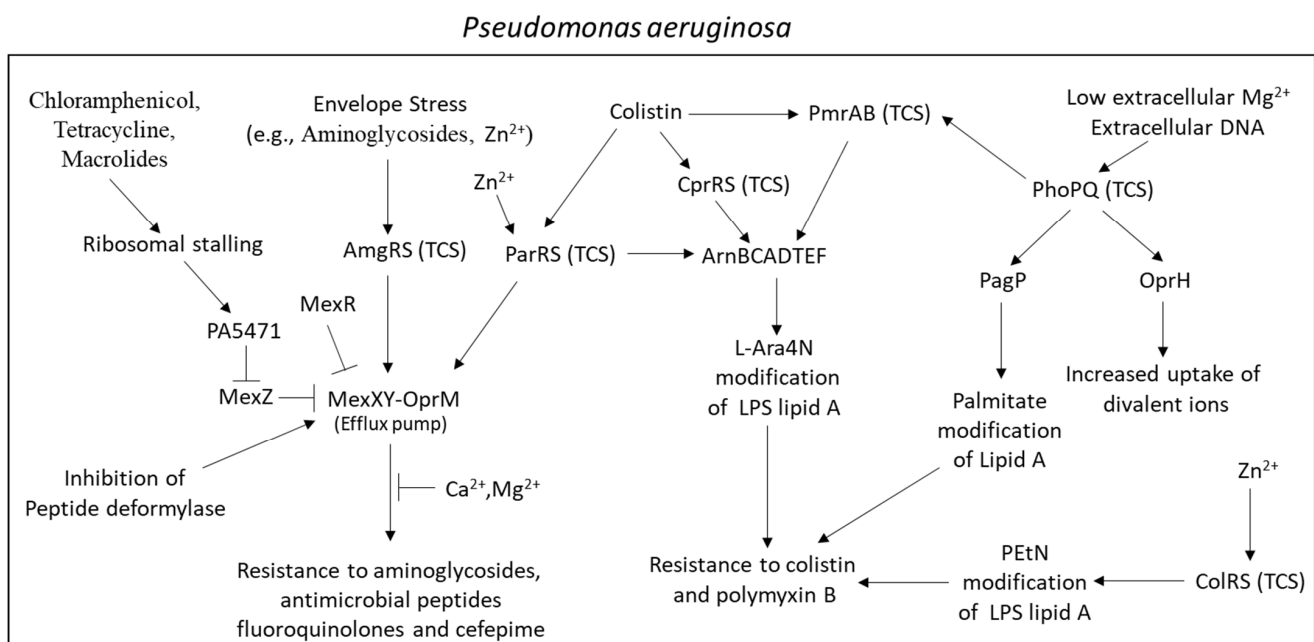 Pseudomonas aeruginosa
Chloramphenicol,
Tetracycline,
Macrolides
Envelope Stress
(e.g., Aminoglycosides, Zn²⁺)
Colistin
PmrAB (TCS)
Low extracellular Mg²⁺
Extracellular DNA
Zn²⁺
CprRS (TCS)
PhoPQ (TCS)
Ribosomal stalling
AmgRS (TCS)
ParRS (TCS)
ArnBCADTEF
PagP
OprH
MexR
PA5471
MexZ
MexXY-OprM
(Efflux pump)
L-Ara4N
modification
of LPS lipid A
Palmitate
modification
of Lipid A
Increased uptake of
divalent ions
Inhibition of
Peptide deformylase
Ca²⁺,Mg²⁺
Zn²⁺
Resistance to aminoglycosides,
antimicrobial peptides
fluoroquinolones and cefepime
Resistance to colistin
and polymyxin B
PEtN
modification
of LPS lipid A
ColRS (TCS)